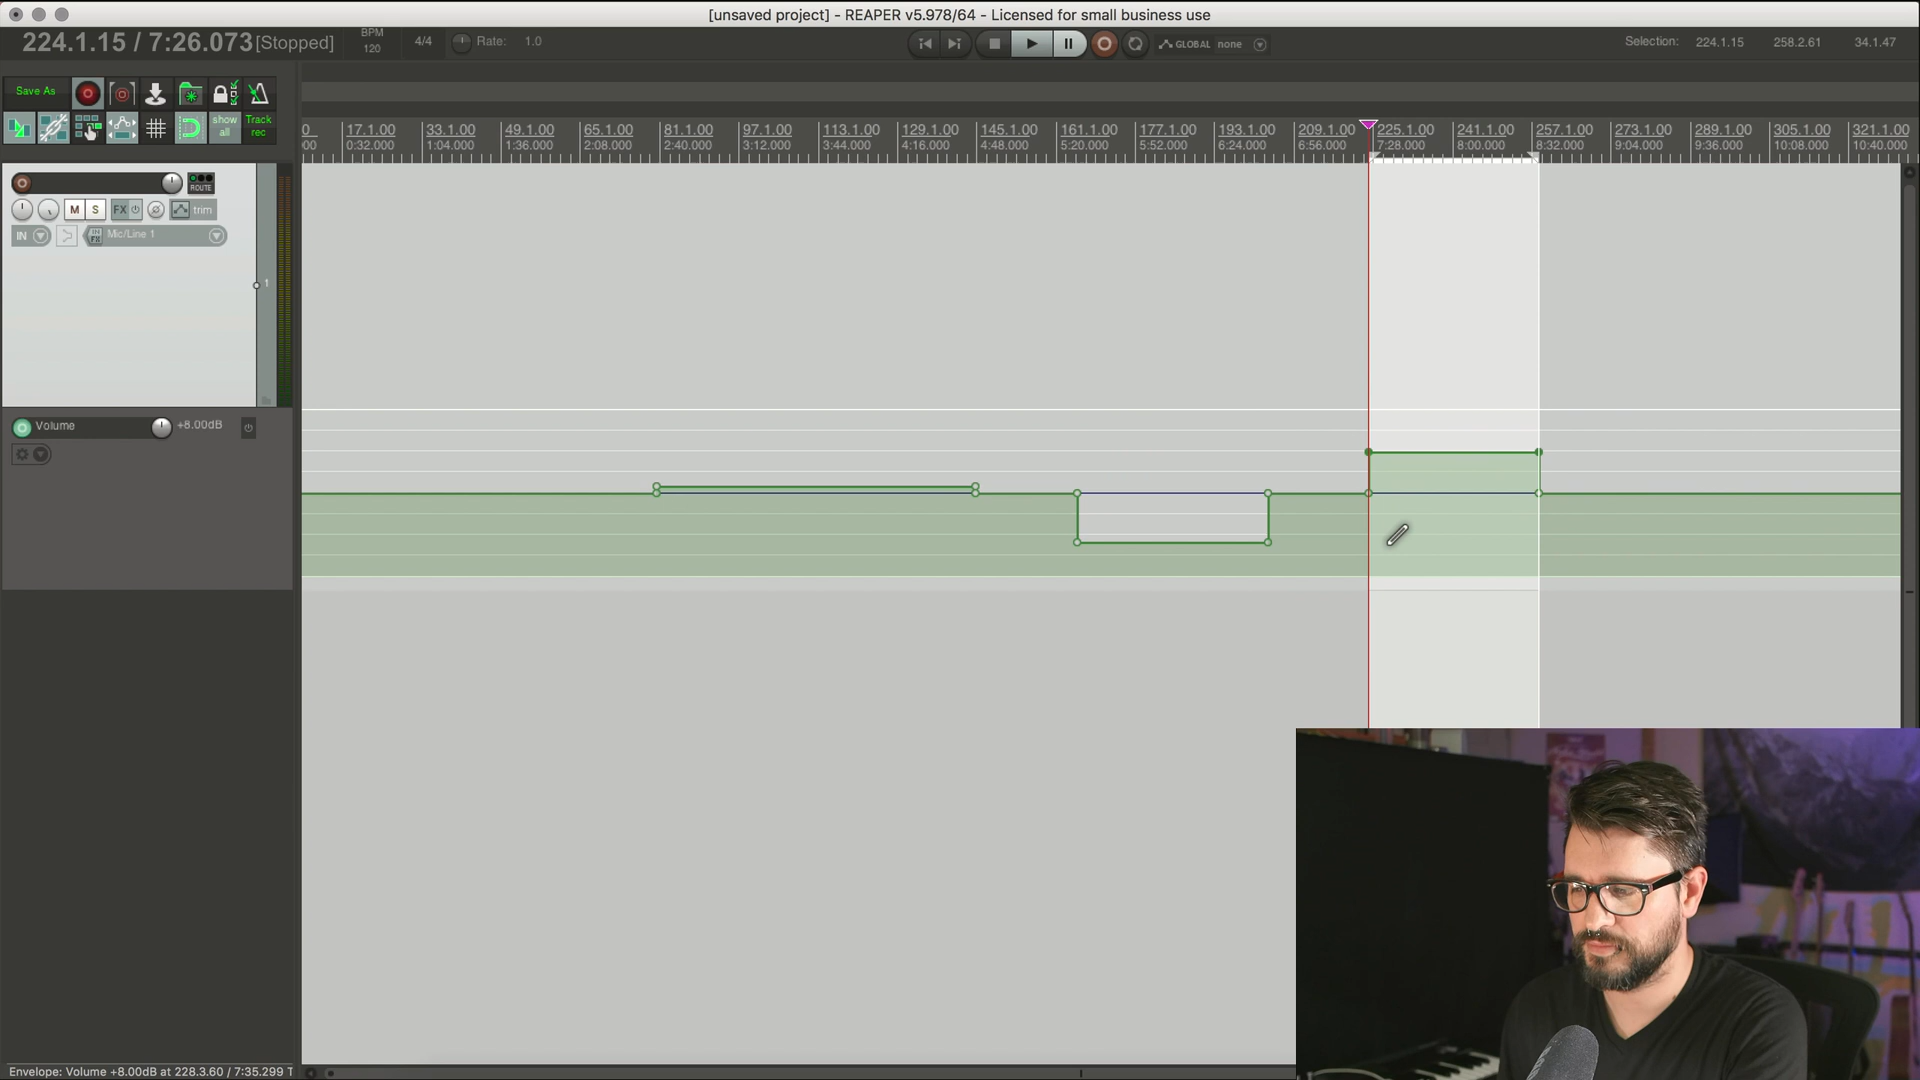 [unsaved project] - REAPER v5.978/64 - Licensed for small business use
224.1.15 / 7:26.073 [Stopped]
BPM
120
4/4
Rate: 1.0
GLOBAL none
Selection: 224.1.15 258.2.61 34.1.47
Save As
show all
Track rec
0 17.1.00 33.1.00 49.1.00 65.1.00 81.1.00 97.1.00 113.1.00 129.1.00 145.1.00 161.1.00 177.1.00 193.1.00 209.1.00 225.1.00 241.1.00 257.1.00 273.1.00 289.1.00 305.1.00 321.1.00
000 0:32.000 1:04.000 1:36.000 2:08.000 2:40.000 3:12.000 3:44.000 4:16.000 4:48.000 5:20.000 5:52.000 6:24.000 6:56.000 7:28.000 8:00.000 8:32.000 9:04.000 9:36.000 10:08.000 10:40.000
ROUTE
M S FX trim
IN IN FX Mic/Line 1
1
Volume +8.00dB
Envelope: Volume +8.00dB at 228.3.60 / 7:35.299 T